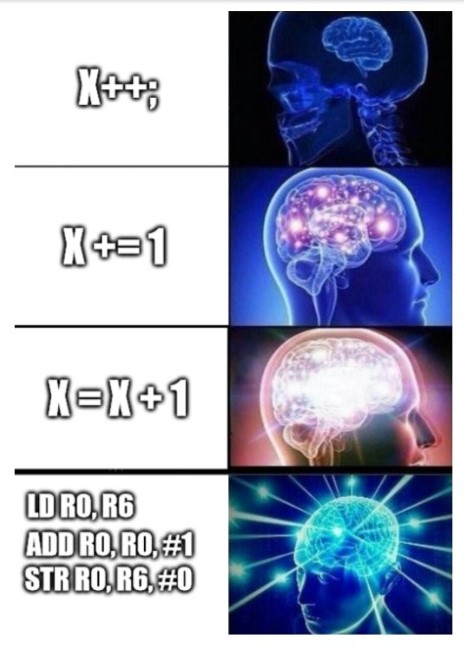 X++;
X += 1
X = X + 1
LD R0, R6
ADD R0, R0, #1
STR R0, R6, #0